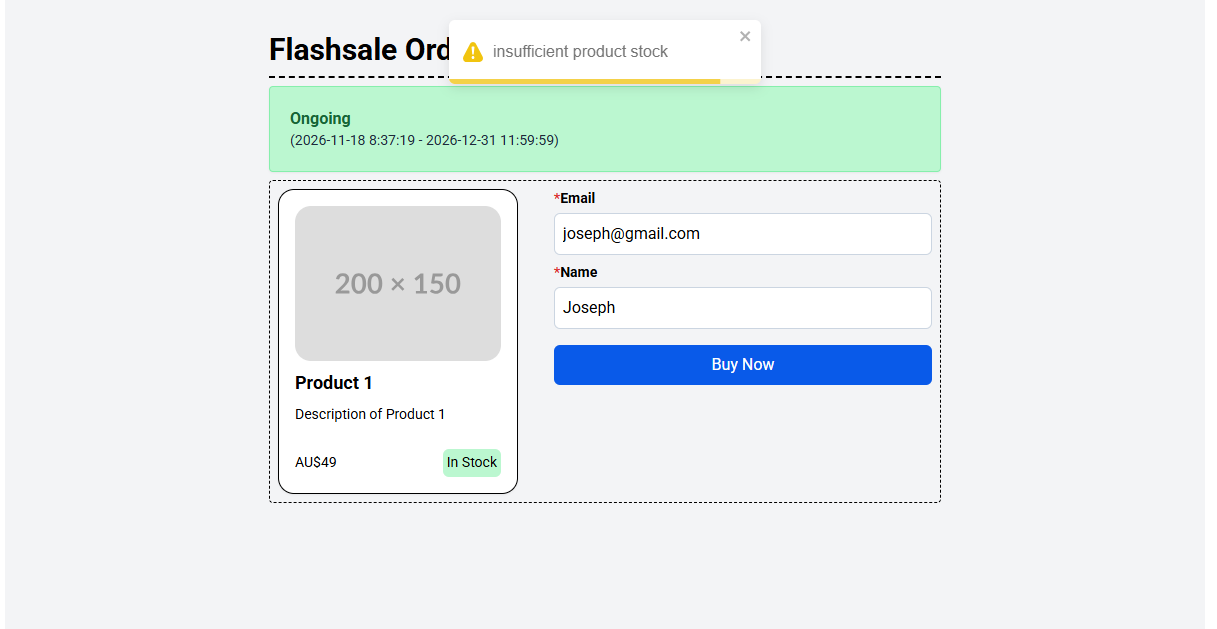 Flashsale Ord
insufficient product stock
Ongoing
(2026-11-18 8:37:19 - 2026-12-31 11:59:59)
200 × 150
Product 1
Description of Product 1
AU$49
In Stock
*Email
joseph@gmail.com
*Name
Joseph
Buy Now